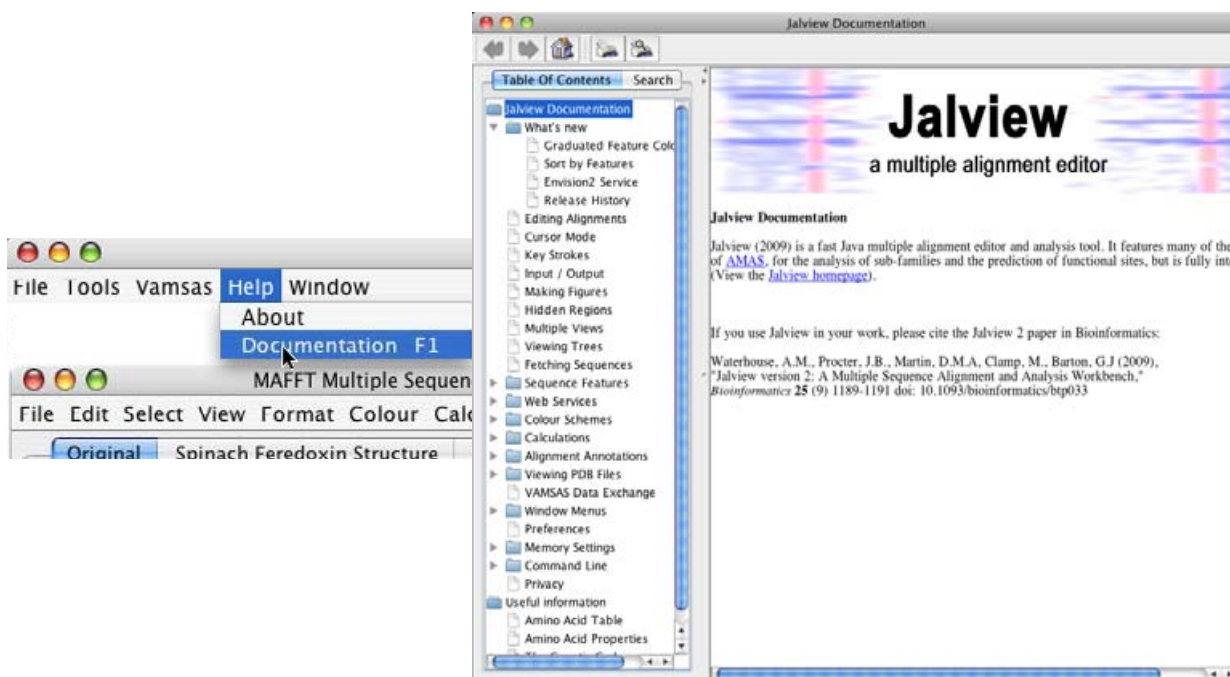 File Tools Vamsas Help Window
About
Documentation F1
MAFFT Multiple Sequen
File Edit Select View Format Colour Calc
Original Spinach Feredoxin Structure
Jalview Documentation
Table Of Contents Search
Jalview Documentation
What's new
Graduated Feature Colo
Sort by Features
Envision2 Service
Release History
Editing Alignments
Cursor Mode
Key Strokes
Input / Output
Making Figures
Hidden Regions
Multiple Views
Viewing Trees
Fetching Sequences
Sequence Features
Web Services
Colour Schemes
Calculations
Alignment Annotations
Viewing PDB Files
VAMSAS Data Exchange
Window Menus
Preferences
Memory Settings
Command Line
Privacy
Useful information
Amino Acid Table
Amino Acid Properties
Jalview
a multiple alignment editor
Jalview Documentation
Jalview (2009) is a fast Java multiple alignment editor and analysis tool. It features many of the
of AMAS, for the analysis of sub-families and the prediction of functional sites, but is fully int
(View the Jalview homepage).
If you use Jalview in your work, please cite the Jalview 2 paper in Bioinformatics:
Waterhouse, A.M., Procter, J.B., Martin, D.M.A, Clamp, M., Barton, G.J (2009),
"Jalview version 2: A Multiple Sequence Alignment and Analysis Workbench,"
Bioinformatics 25 (9) 1189-1191 doi: 10.1093/bioinformatics/btp033